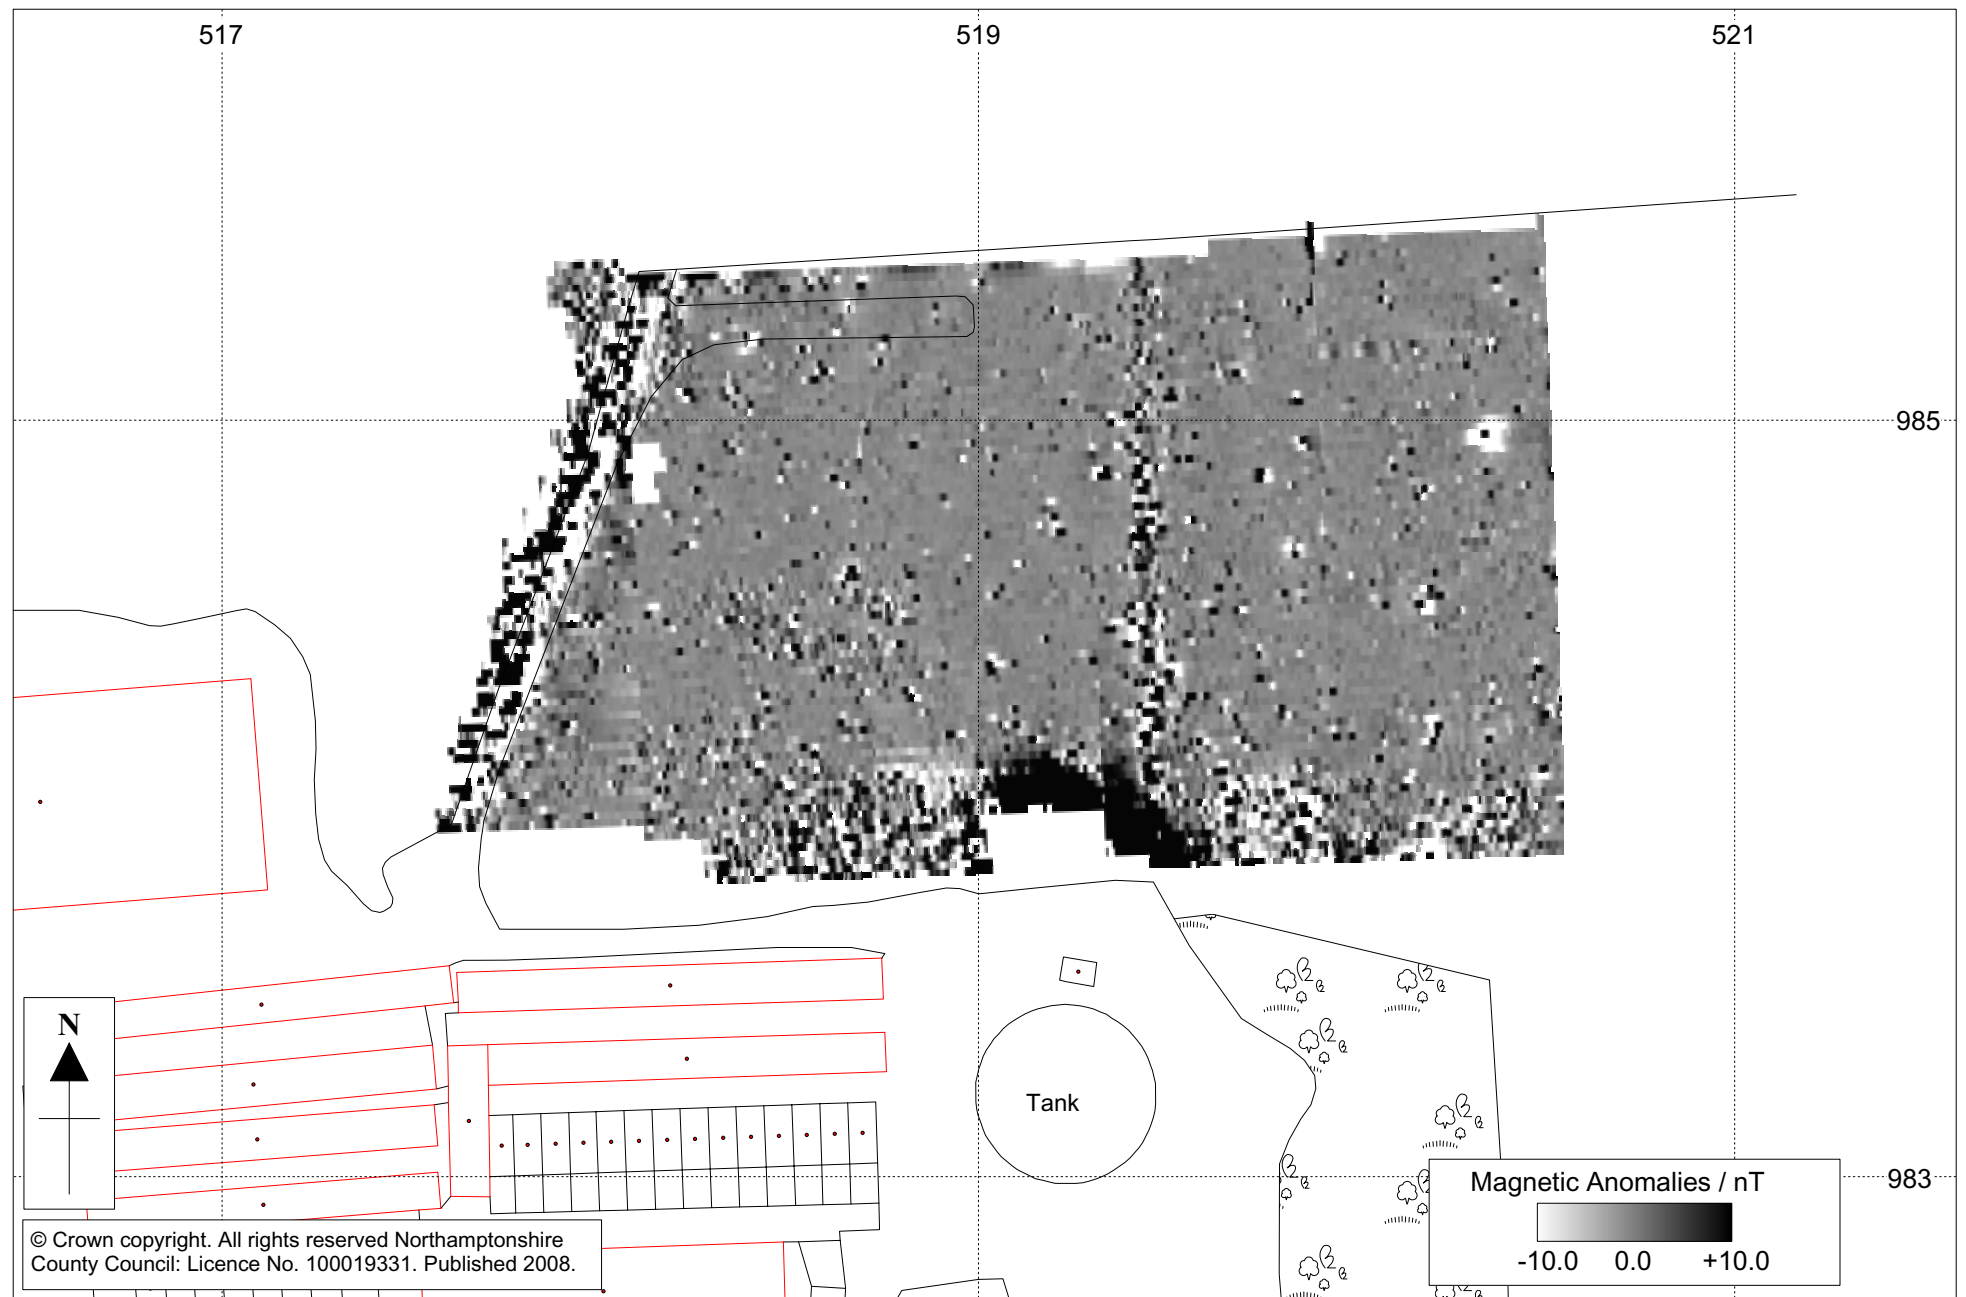 517
519
521
985
Tank
983
N
Magnetic Anomalies / nT
-10.0 0.0 +10.0
© Crown copyright. All rights reserved Northamptonshire
County Council: Licence No. 100019331. Published 2008.